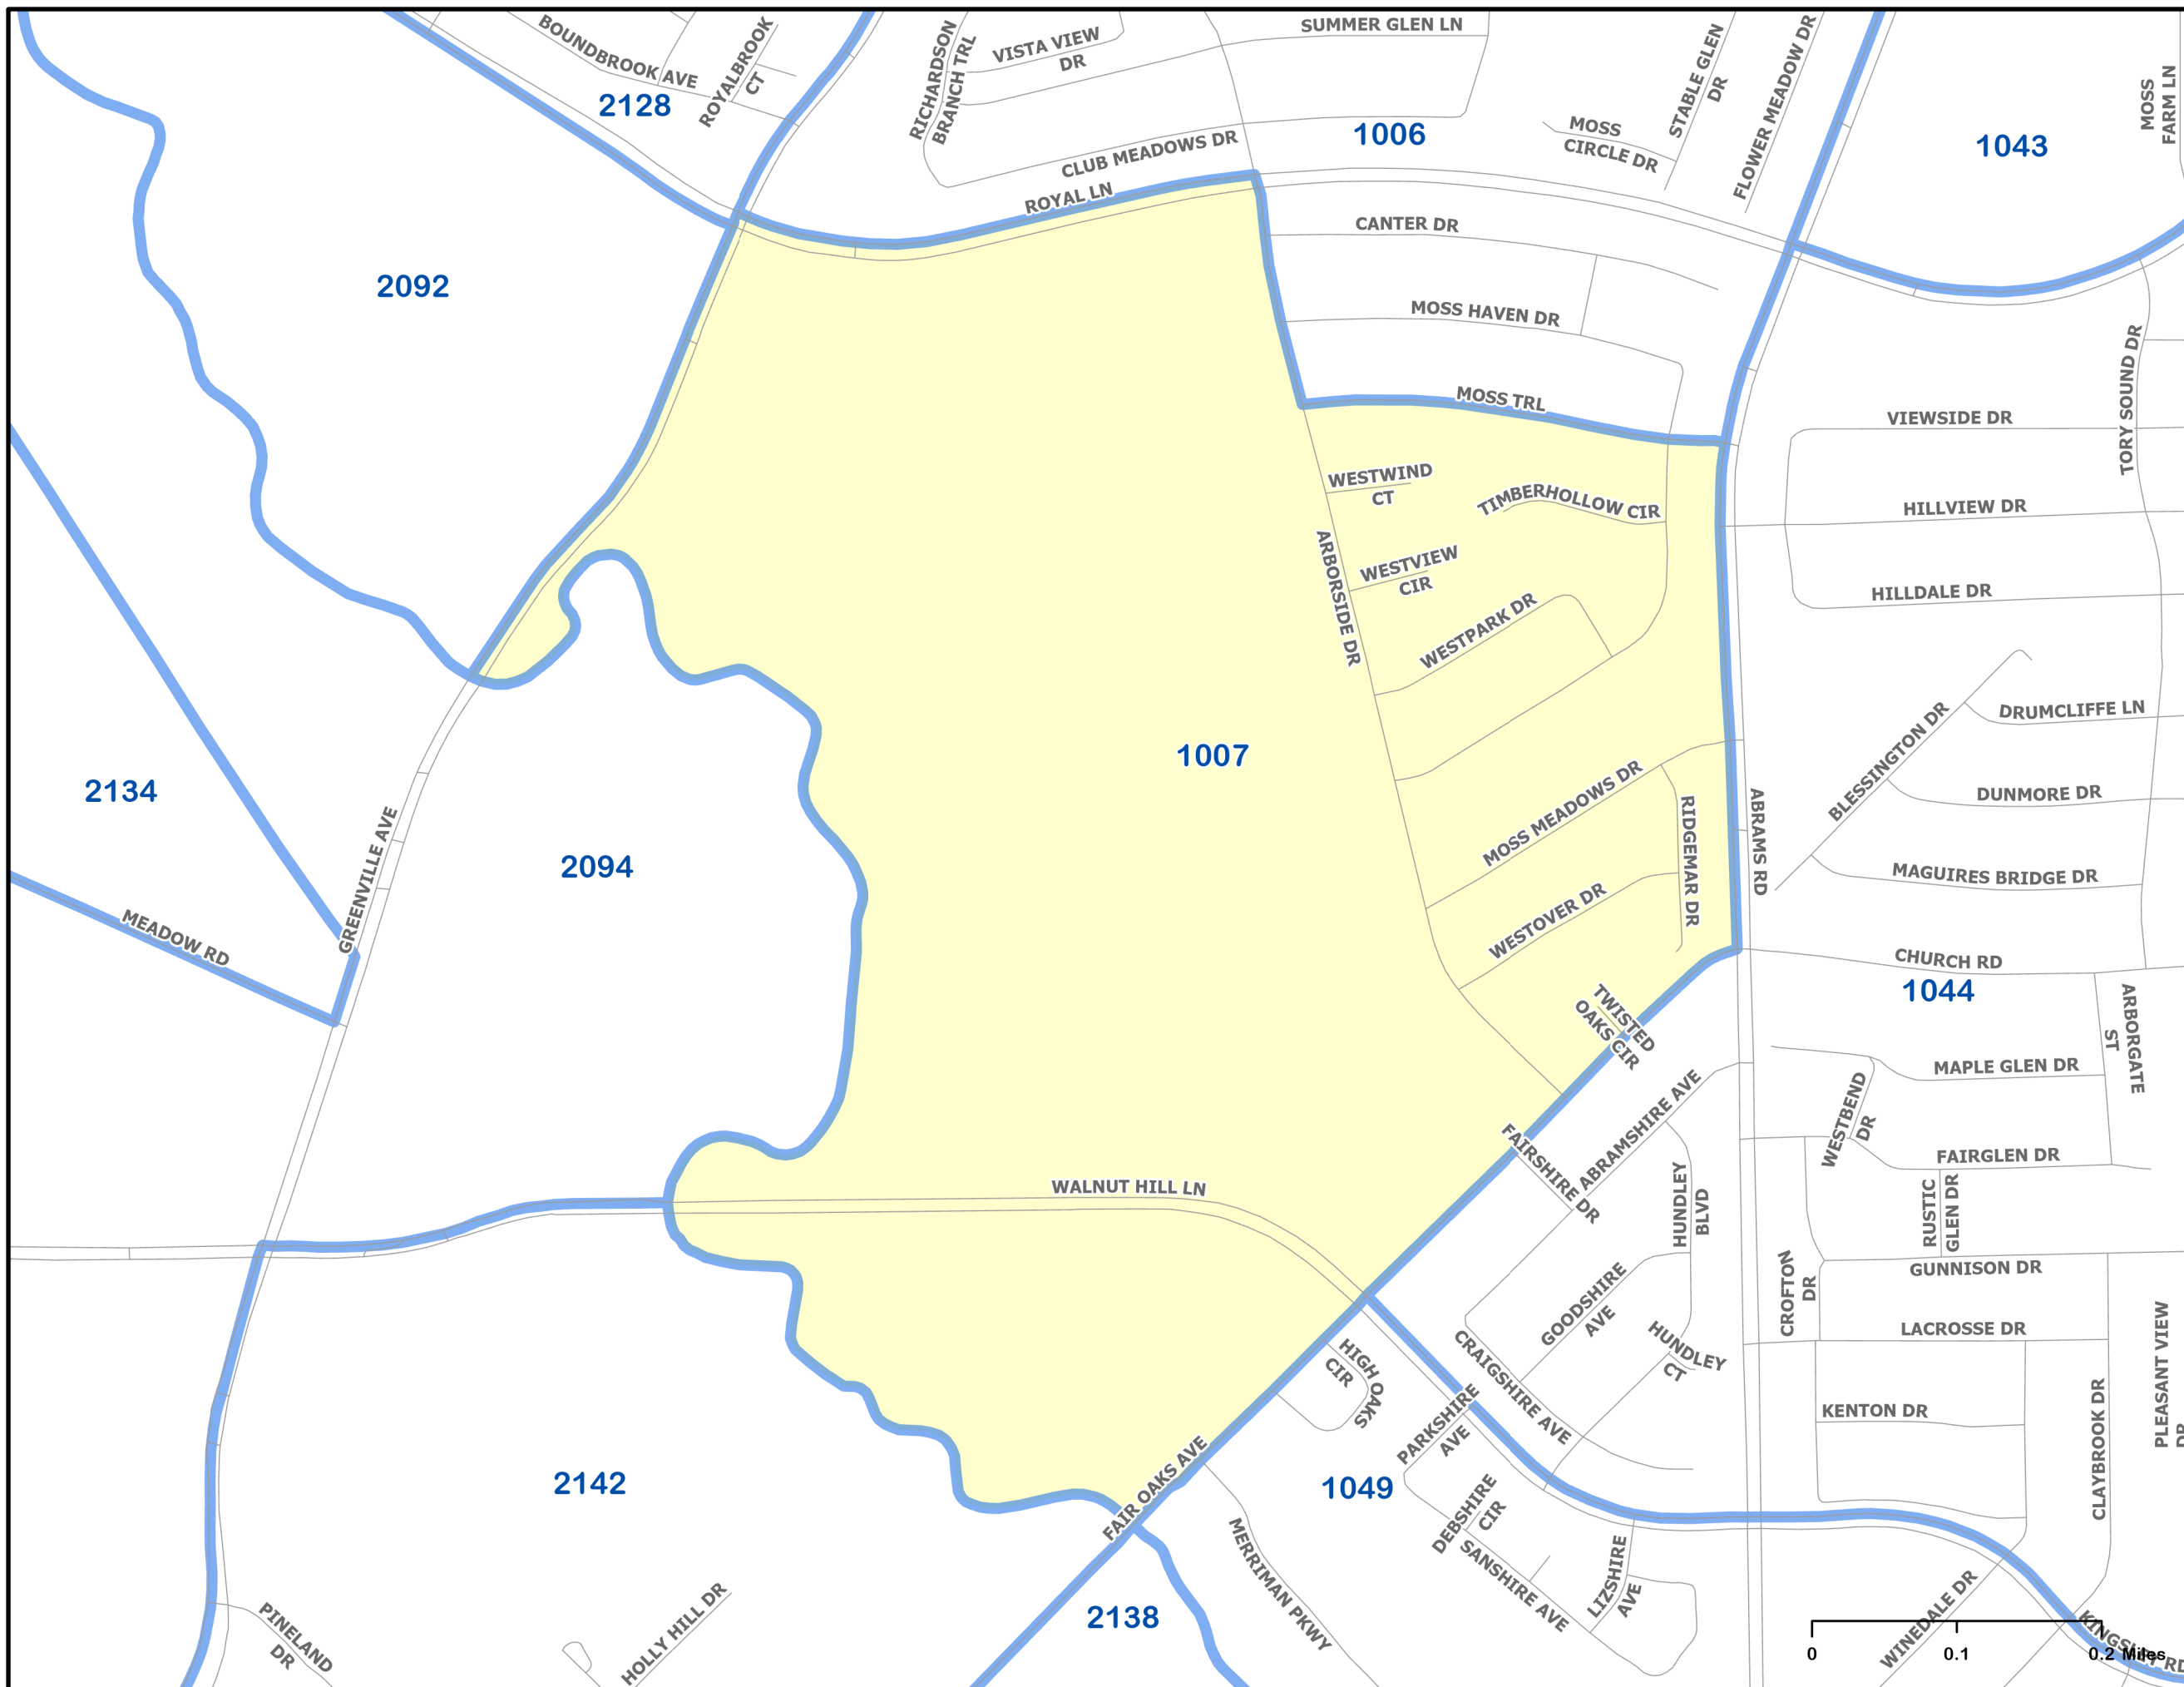 BOUNDBROOK AVE
ROYALBROOK
CT
2128
RICHARDSON
BRANCH TRL
VISTA VIEW
DR
SUMMER GLEN LN
STABLE GLEN
DR
FLOWER MEADOW DR
MOSS
FARM LN
CLUB MEADOWS DR
1006
MOSS
CIRCLE DR
1043
ROYAL LN
CANTER DR
2092
MOSS HAVEN DR
MOSS TRL
TORY SOUND DR
VIEWSIDE DR
WESTWIND
CT
TIMBERHOLLOW CIR
HILLVIEW DR
ARBORSIDE DR
WESTVIEW
CIR
HILLDALE DR
WESTPARK DR
1007
BLESSINGTON DR
DRUMCLIFFE LN
2134
DUNMORE DR
MOSS MEADOWS DR
RIDGEMAR DR
ABRAMS RD
GREENVILLE AVE
2094
MAGUIRES BRIDGE DR
MEADOW RD
WESTOVER DR
CHURCH RD
1044
TWISTED
OAKS CIR
ARBORGATE
ST
MAPLE GLEN DR
WESTBEND
DR
ABRAMSHIRE AVE
FAIRSHIRE DR
FAIRGLEN DR
WALNUT HILL LN
HUNDLEY
BLVD
RUSTIC
GLEN DR
CROFTON
DR
GUNNISON DR
GOODSHIRE
AVE
LACROSSE DR
HUNDLEY
CT
PLEASANT VIEW
DR
HIGH OAKS
CIR
CRAIGSHIRE AVE
PARKSHIRE
AVE
KENTON DR
CLAYBROOK DR
2142
FAIR OAKS AVE
1049
DEBSHIRE
CIR
MERRIMAN PKWY
SANSHIRE AVE
LIZSHIRE
AVE
2138
PINELAND
DR
HOLLY HILL DR
WINEDALE DR
KINGSLEY RD
0 0.1 0.2 Miles